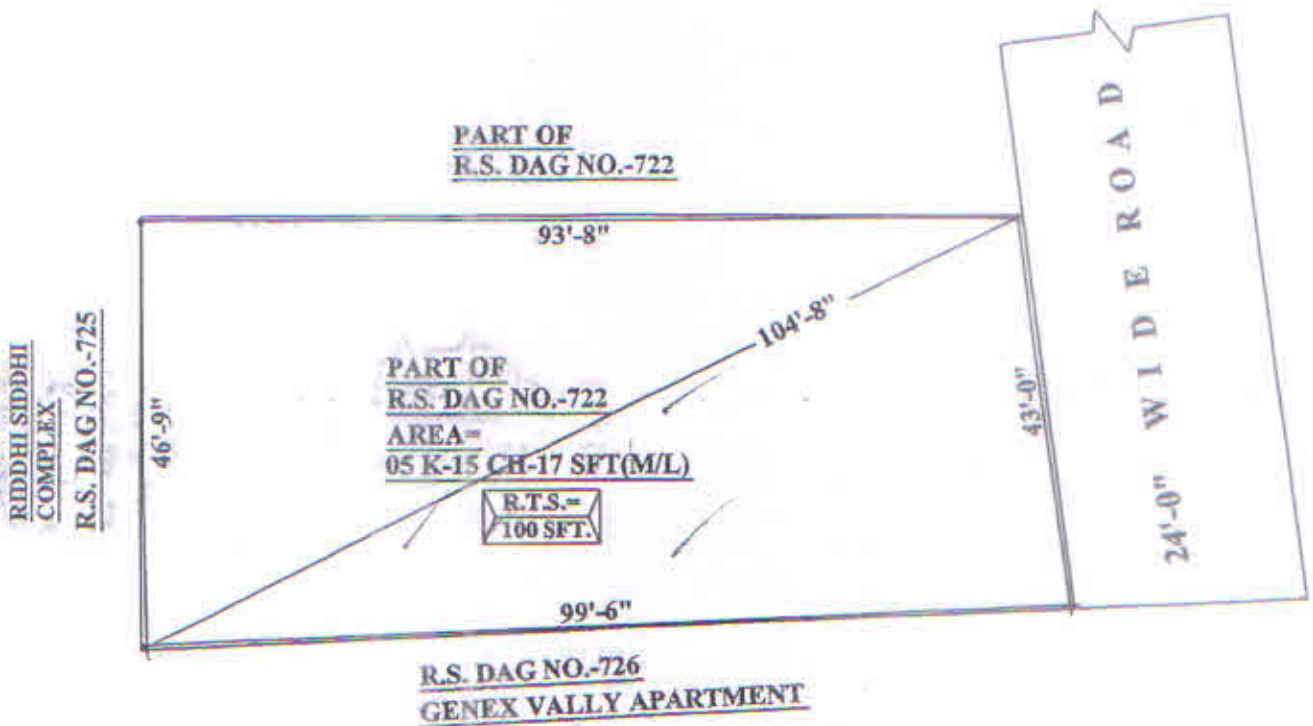 PART OF
R.S. DAG NO.-722
93'-8"
24'-0" WIDE ROAD
104'-8"
RIDDHI SIDDHI
COMPLEX
R.S. DAG NO.-725
46'-9"
PART OF
R.S. DAG NO.-722
AREA=
05 K-15 CH-17 SFT(M/L)
R.T.S.=
100 SFT.
43'-0"
99'-6"
R.S. DAG NO.-726
GENEX VALLY APARTMENT